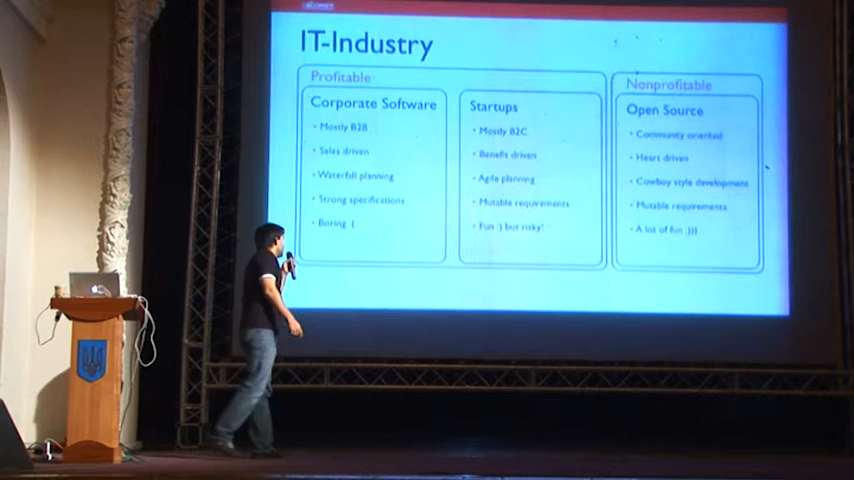 IT-Industry
Profitable
Nonprofitable
Corporate Software
• Mostly B2B
• Sales driven
• Waterfall planning
• Strong specifications
• Boring :(
Startups
• Mostly B2C
• Benefit driven
• Agile planning
• Mutable requirements
• Fun :) but risky!
Open Source
• Community oriented
• Heart driven
• Cowboy style development
• Mutable requirements
• A lot of fun :)))